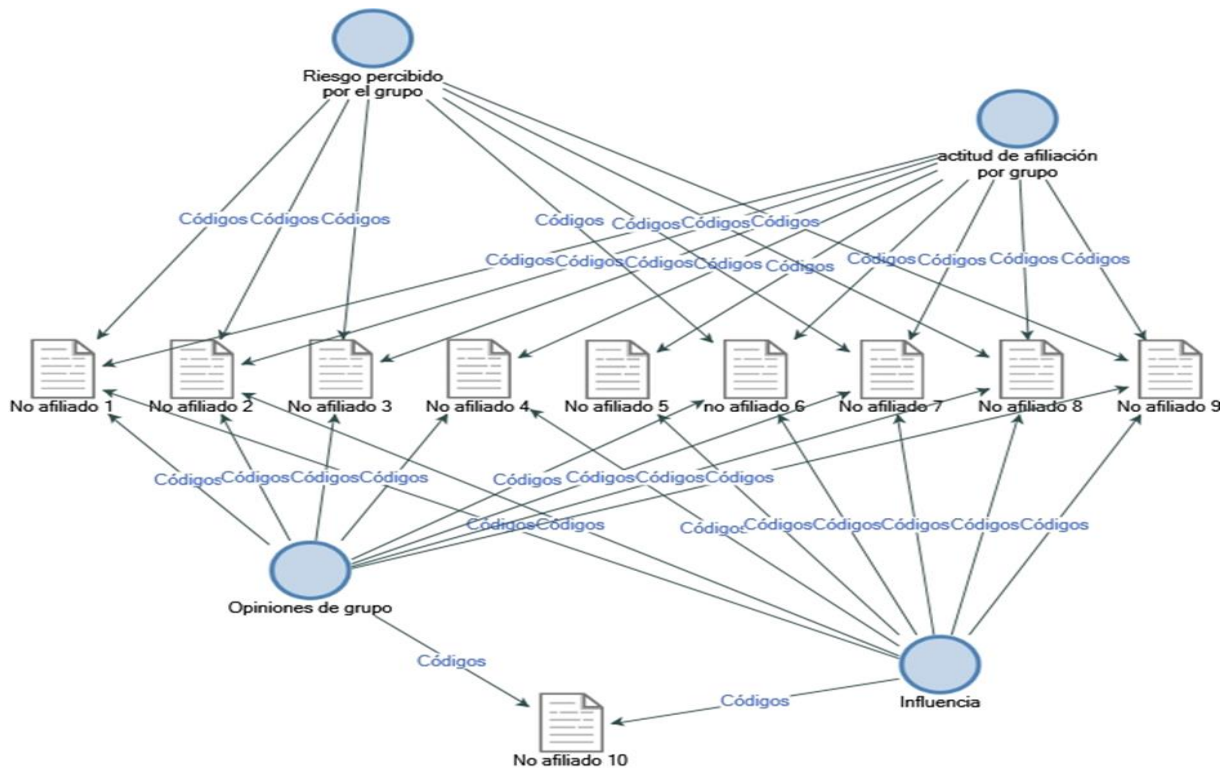 Riesgo percibido
por el grupo
actitud de afiliación
por grupo
Códigos Códigos Códigos
Códigos
Códigos Códigos Códigos
Códigos Códigos Códigos Códigos Códigos
Códigos Códigos Códigos Códigos
No afiliado 1
No afiliado 2
No afiliado 3
No afiliado 4
No afiliado 5
no afiliado 6
No afiliado 7
No afiliado 8
No afiliado 9
Códigos Códigos Códigos Códigos
Códigos Códigos Códigos Códigos
Códigos Códigos
Códigos Códigos Códigos Códigos Códigos Códigos
Opiniones de grupo
Códigos
Códigos
Influencia
No afiliado 10